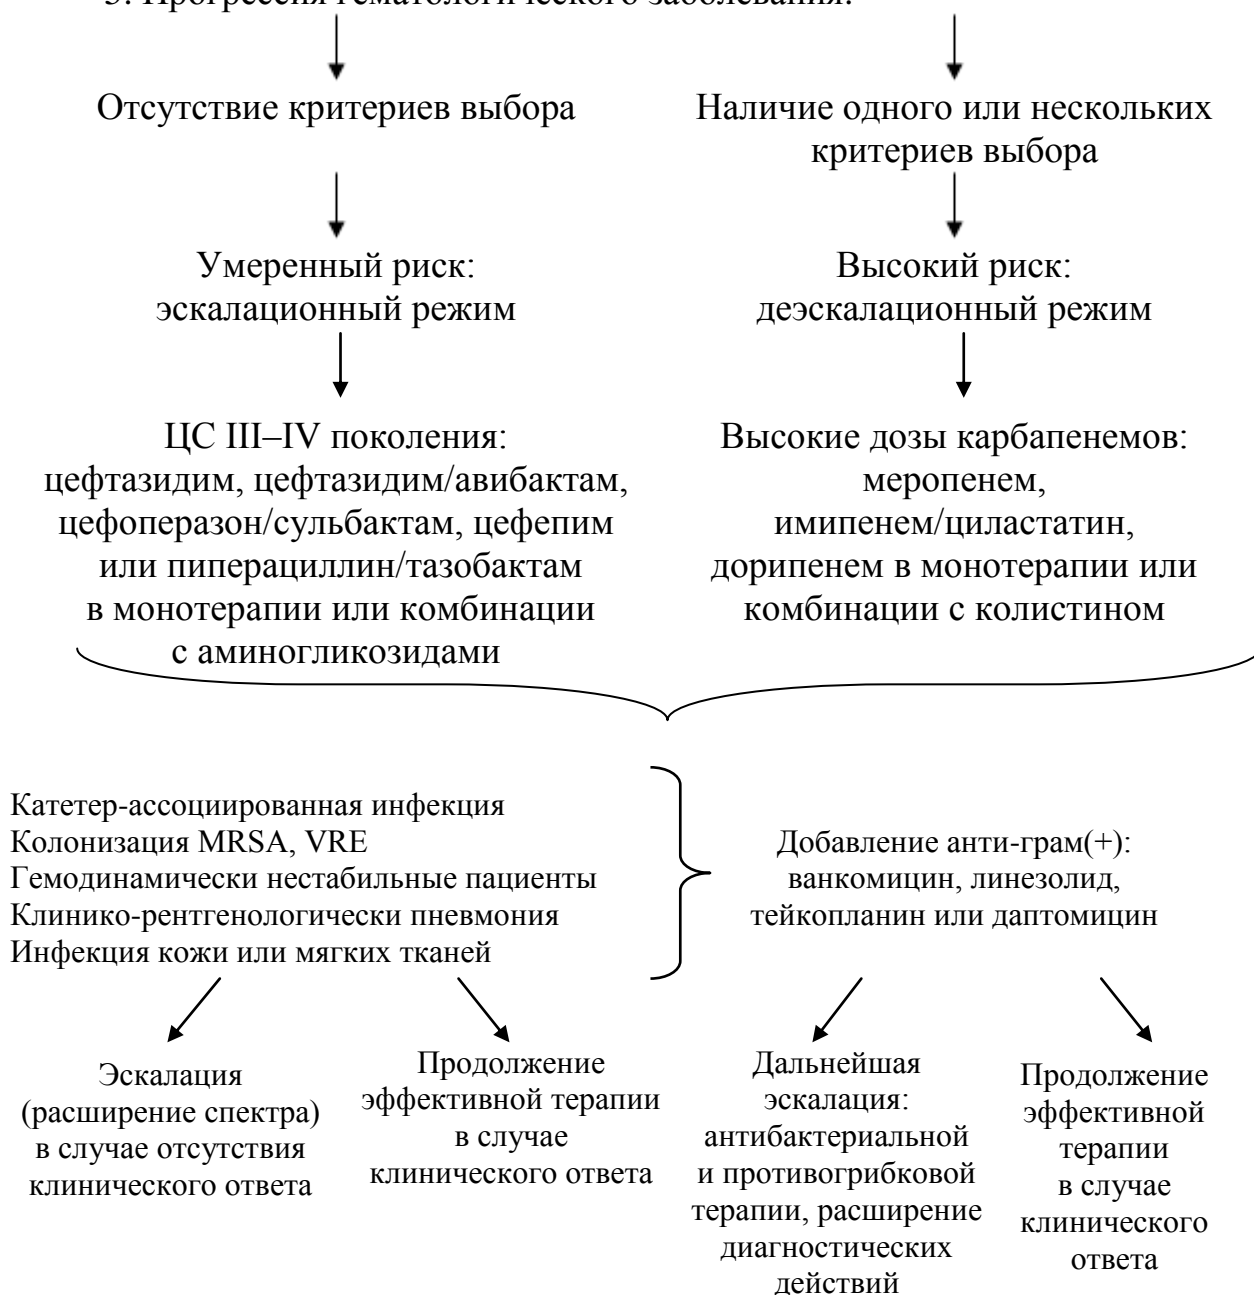 3. Прогрессия гематологического заболевания.
Отсутствие критериев выбора
Наличие одного или нескольких
критериев выбора
Умеренный риск:
эскалационный режим
Высокий риск:
деэскалационный режим
ЦС III–IV поколения:
цефтазидим, цефтазидим/авибактам,
цефоперазон/сульбактам, цефепим
или пиперациллин/тазобактам
в монотерапии или комбинации
с аминогликозидами
Высокие дозы карбапенемов:
меропенем,
имипенем/циластатин,
дорипенем в монотерапии или
комбинации с колистином
Катетер-ассоциированная инфекция
Колонизация MRSA, VRE
Гемодинамически нестабильные пациенты
Клинико-рентгенологически пневмония
Инфекция кожи или мягких тканей
Добавление анти-грам(+):
ванкомицин, линезолид,
тейкопланин или даптомицин
Эскалация
(расширение спектра)
в случае отсутствия
клинического ответа
Продолжение
эффективной терапии
в случае
клинического ответа
Дальнейшая
эскалация:
антибактериальной
и противогрибковой
терапии, расширение
диагностических
действий
Продолжение
эффективной
терапии
в случае
клинического
ответа